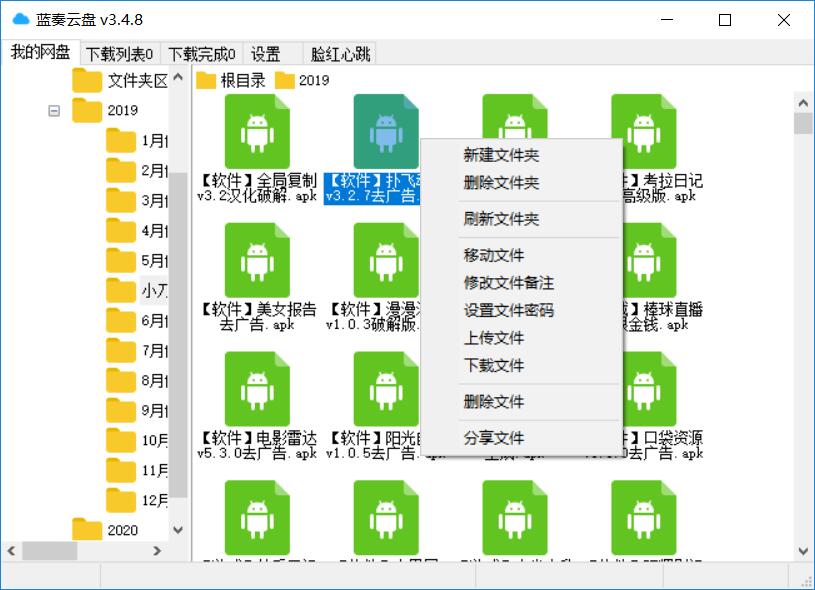 蓝奏云盘 v3.4.8
我的网盘 下载列表0 下载完成0 设置 脸红心跳
文件夹区
2019
1月
2月
3月
4月
5月
小刀
6月
7月
8月
9月
10月
11月
12月
2020
根目录 2019
【软件】全局复制
v3.2汉化破解.apk
【软件】扑飞
v3.2.7去广告.
】考拉日记
高级版.apk
新建文件夹
删除文件夹
刷新文件夹
移动文件
修改文件备注
设置文件密码
上传文件
下载文件
删除文件
分享文件
【软件】美女报告
去广告.apk
【软件】漫漫
v1.0.3破解版.
】棒球直播
金钱.apk
【软件】电影雷达
v5.3.0去广告.apk
【软件】阳光
v1.0.5去广告.apk
】口袋资源
去广告.apk